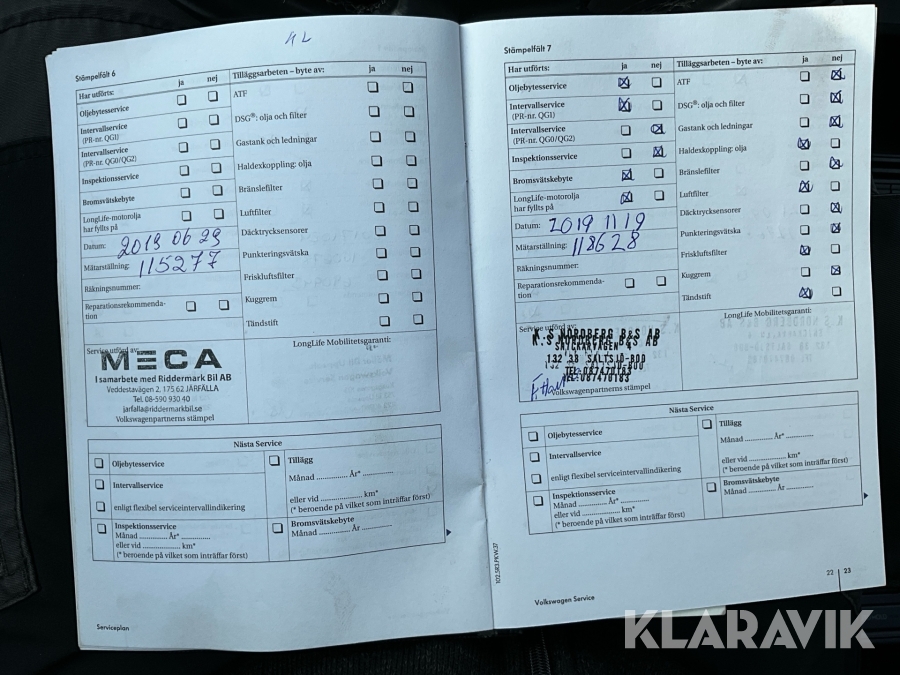 AL
Stämpelfält 6
Har utförts: ja nej
Oljebytesservice
Intervallservice
(PR-nr. QG1)
Intervallservice
(PR-nr. QG0/QG2)
Inspektionsservice
Bromsvätskebyte
LongLife-motorolja
har fyllts på
Datum: 2019 06 29
Mätarställning: 115277
Räkningsnummer:
Reparationsrekommenda-
tion
Tilläggsarbeten – byte av: ja nej
ATF
DSG®: olja och filter
Gastank och ledningar
Haldexkoppling: olja
Bränslefilter
Luftfilter
Däcktrycksensorer
Punkteringsvätska
Friskluftsfilter
Kuggrem
Tändstift
Service utförd av:
MECA
I samarbete med Riddermark Bil AB
Veddestavägen 2, 175 62 JÄRFÄLLA
Tel. 08-590 930 40
jarfalla@riddermarkbil.se
Volkswagenpartnerns stämpel
LongLife Mobilitetsgaranti:
Nästa Service
Oljebytesservice
Intervallservice
enligt flexibel serviceintervallindikering
Inspektionsservice
Månad ............ År* ............
eller vid ............ km*
(* beroende på vilket som inträffar först)
Tillägg
Månad ............ År* ............
eller vid ............ km*
(* beroende på vilket som inträffar först)
Bromsvätskebyte
Månad ............ År ............
Serviceplan
Stämpelfält 7
Har utförts: ja nej
Oljebytesservice
Intervallservice
(PR-nr. QG1)
Intervallservice
(PR-nr. QG0/QG2)
Inspektionsservice
Bromsvätskebyte
LongLife-motorolja
har fyllts på
Datum: 2019 11 19
Mätarställning: 118628
Räkningsnummer:
Reparationsrekommenda-
tion
Tilläggsarbeten – byte av: ja nej
ATF
DSG®: olja och filter
Gastank och ledningar
Haldexkoppling: olja
Bränslefilter
Luftfilter
Däcktrycksensorer
Punkteringsvätska
Friskluftsfilter
Kuggrem
Tändstift
Service utförd av:
K.S NORDBERG B&S AB
SNICKARVÄGEN 4
132 38 SALTSJÖ-BOO
TEL:087470183
Volkswagenpartnerns stämpel
LongLife Mobilitetsgaranti:
Nästa Service
Oljebytesservice
Intervallservice
enligt flexibel serviceintervallindikering
Inspektionsservice
Månad ............ År* ............
eller vid ............ km*
(* beroende på vilket som inträffar först)
Tillägg
Månad ............ År* ............
eller vid ............ km*
(* beroende på vilket som inträffar först)
Bromsvätskebyte
Månad ............ År ............
102.5R3.PKW.37
Volkswagen Service
22 | 23
KLARAVIK